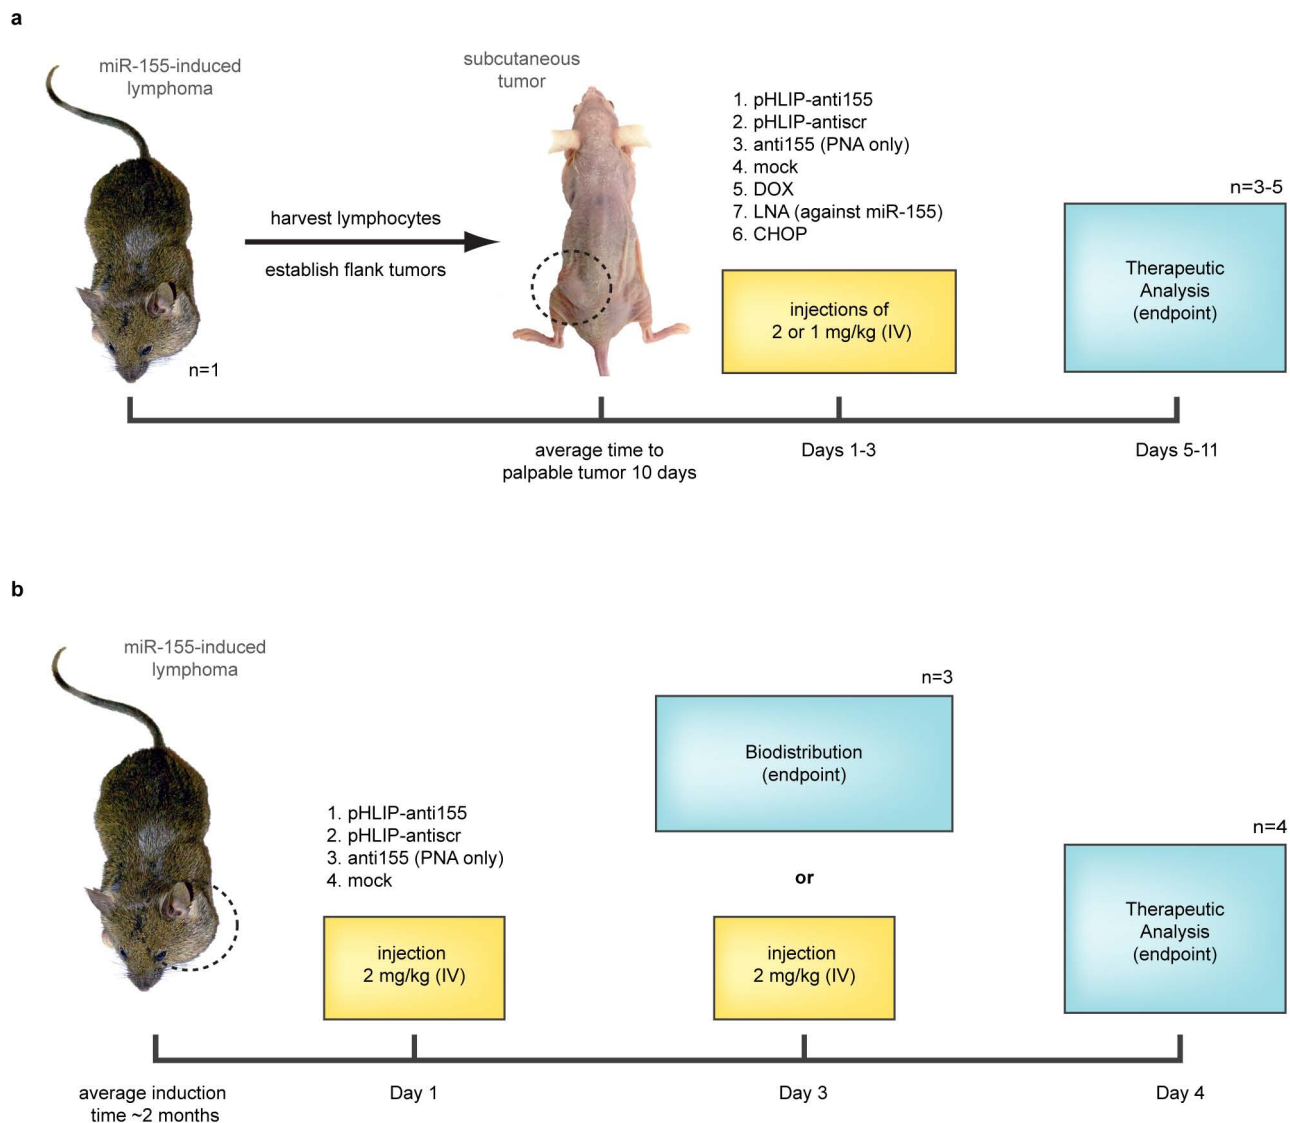 a
miR-155-induced
lymphoma
subcutaneous
tumor
1. pHLIP-anti155
2. pHLIP-antiscr
3. anti155 (PNA only)
4. mock
5. DOX
7. LNA (against miR-155)
6. CHOP
n=3-5
harvest lymphocytes
establish flank tumors
injections of
2 or 1 mg/kg (IV)
Therapeutic
Analysis
(endpoint)
n=1
average time to
palpable tumor 10 days
Days 1-3
Days 5-11
b
miR-155-induced
lymphoma
n=3
Biodistribution
(endpoint)
1. pHLIP-anti155
2. pHLIP-antiscr
3. anti155 (PNA only)
4. mock
or
n=4
injection
2 mg/kg (IV)
injection
2 mg/kg (IV)
Therapeutic
Analysis
(endpoint)
average induction
time ~2 months
Day 1
Day 3
Day 4